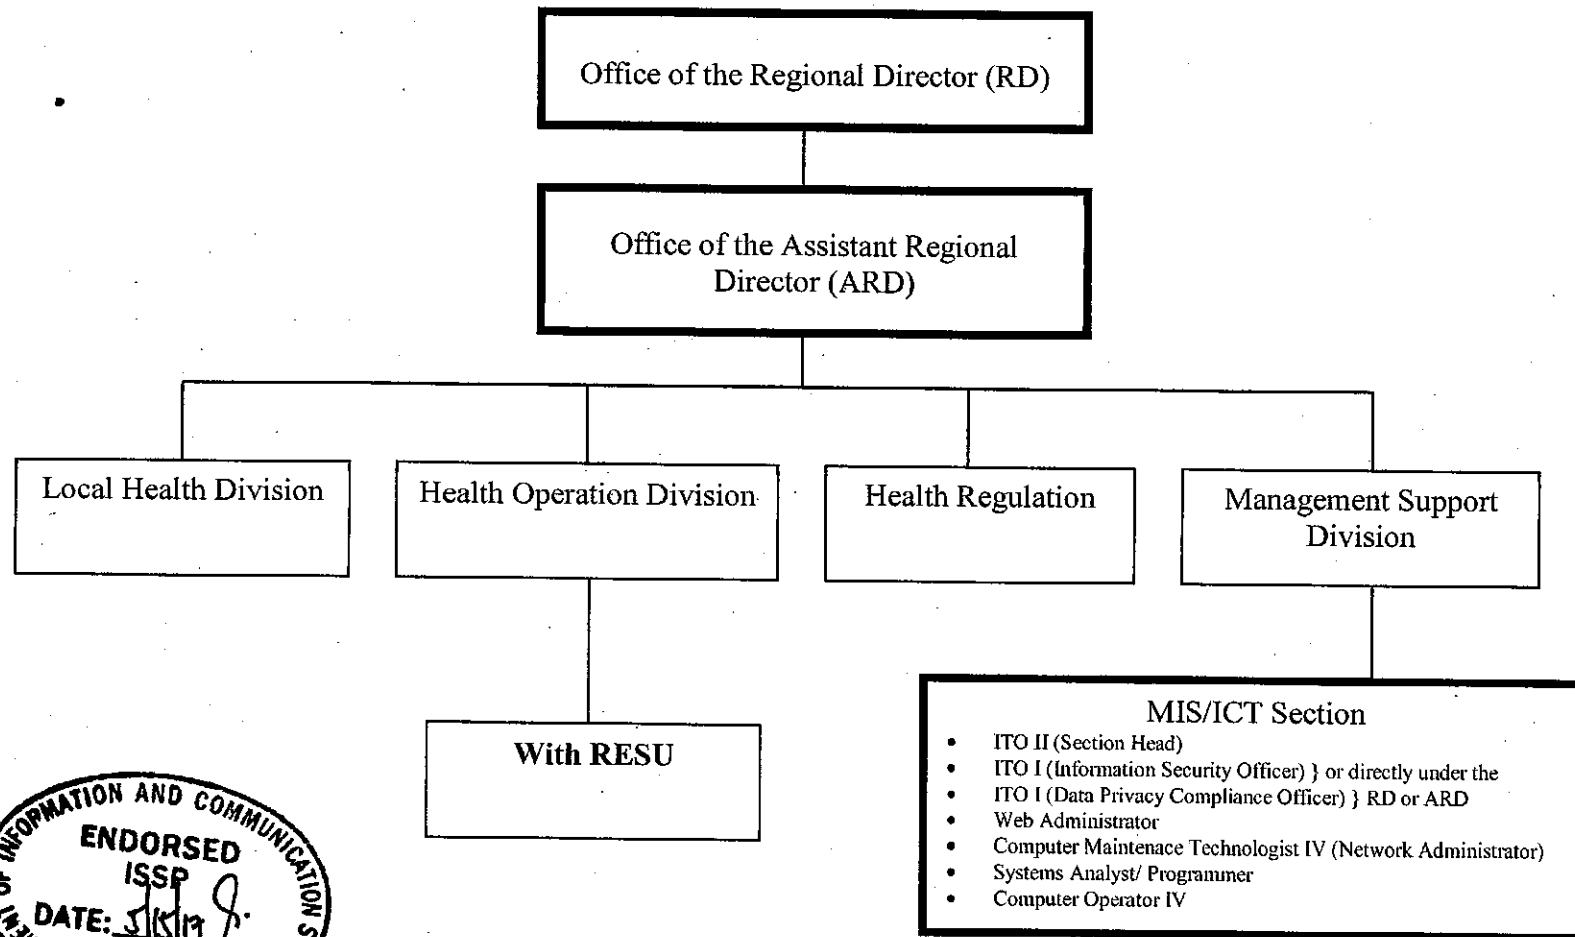 Office of the Regional Director (RD)
Office of the Assistant Regional
Director (ARD)
Local Health Division
Health Operation Division
Health Regulation
Management Support
Division
With RESU
MIS/ICT Section
• ITO II (Section Head)
• ITO I (Information Security Officer) } or directly under the
• ITO I (Data Privacy Compliance Officer) } RD or ARD
• Web Administrator
• Computer Maintenace Technologist IV (Network Administrator)
• Systems Analyst/ Programmer
• Computer Operator IV
OF INFORMATION AND COMMUNICATION
ENDORSED
ISSP
DATE: